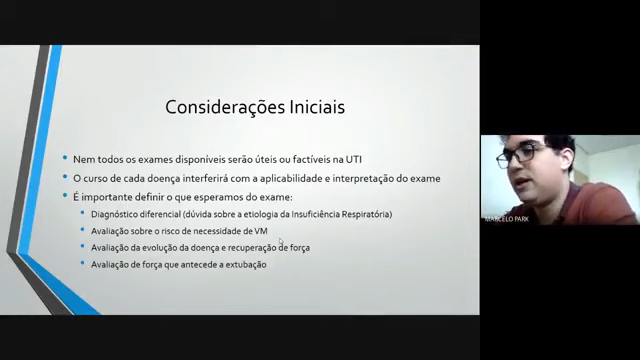 Considerações Iniciais
Nem todos os exames disponíveis serão úteis ou factíveis na UTI
O curso de cada doença interferirá com a aplicabilidade e interpretação do exame
É importante definir o que esperamos do exame:
Diagnóstico diferencial (dúvida sobre a etiologia da Insuficiência Respiratória)
Avaliação sobre o risco de necessidade de VM
Avaliação da evolução da doença e recuperação de força
Avaliação de força que antecede a extubação
MARCELO PARK